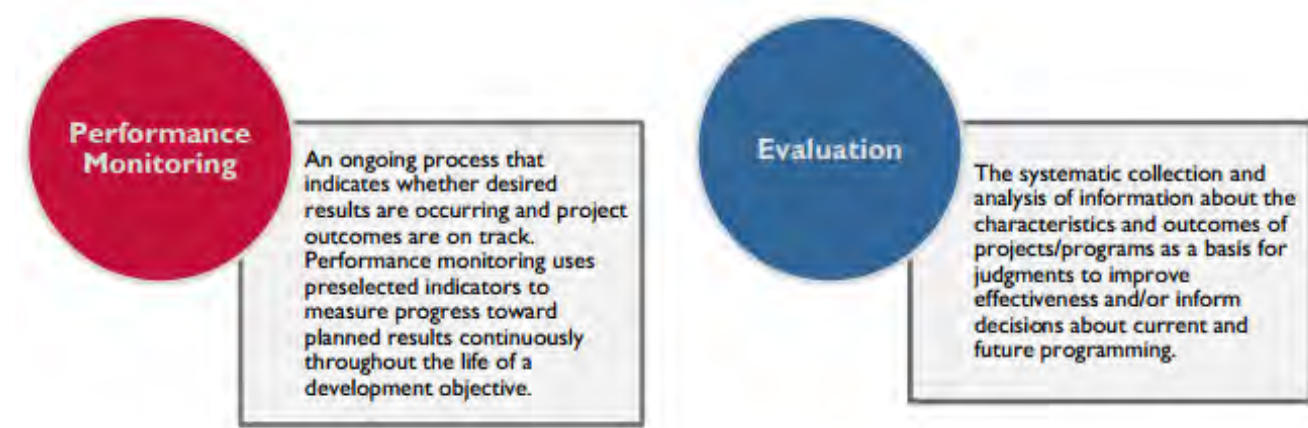 Performance
Monitoring
An ongoing process that
indicates whether desired
results are occurring and project
outcomes are on track.
Performance monitoring uses
preselected indicators to
measure progress toward
planned results continuously
throughout the life of a
development objective.
Evaluation
The systematic collection and
analysis of information about the
characteristics and outcomes of
projects/programs as a basis for
judgments to improve
effectiveness and/or inform
decisions about current and
future programming.